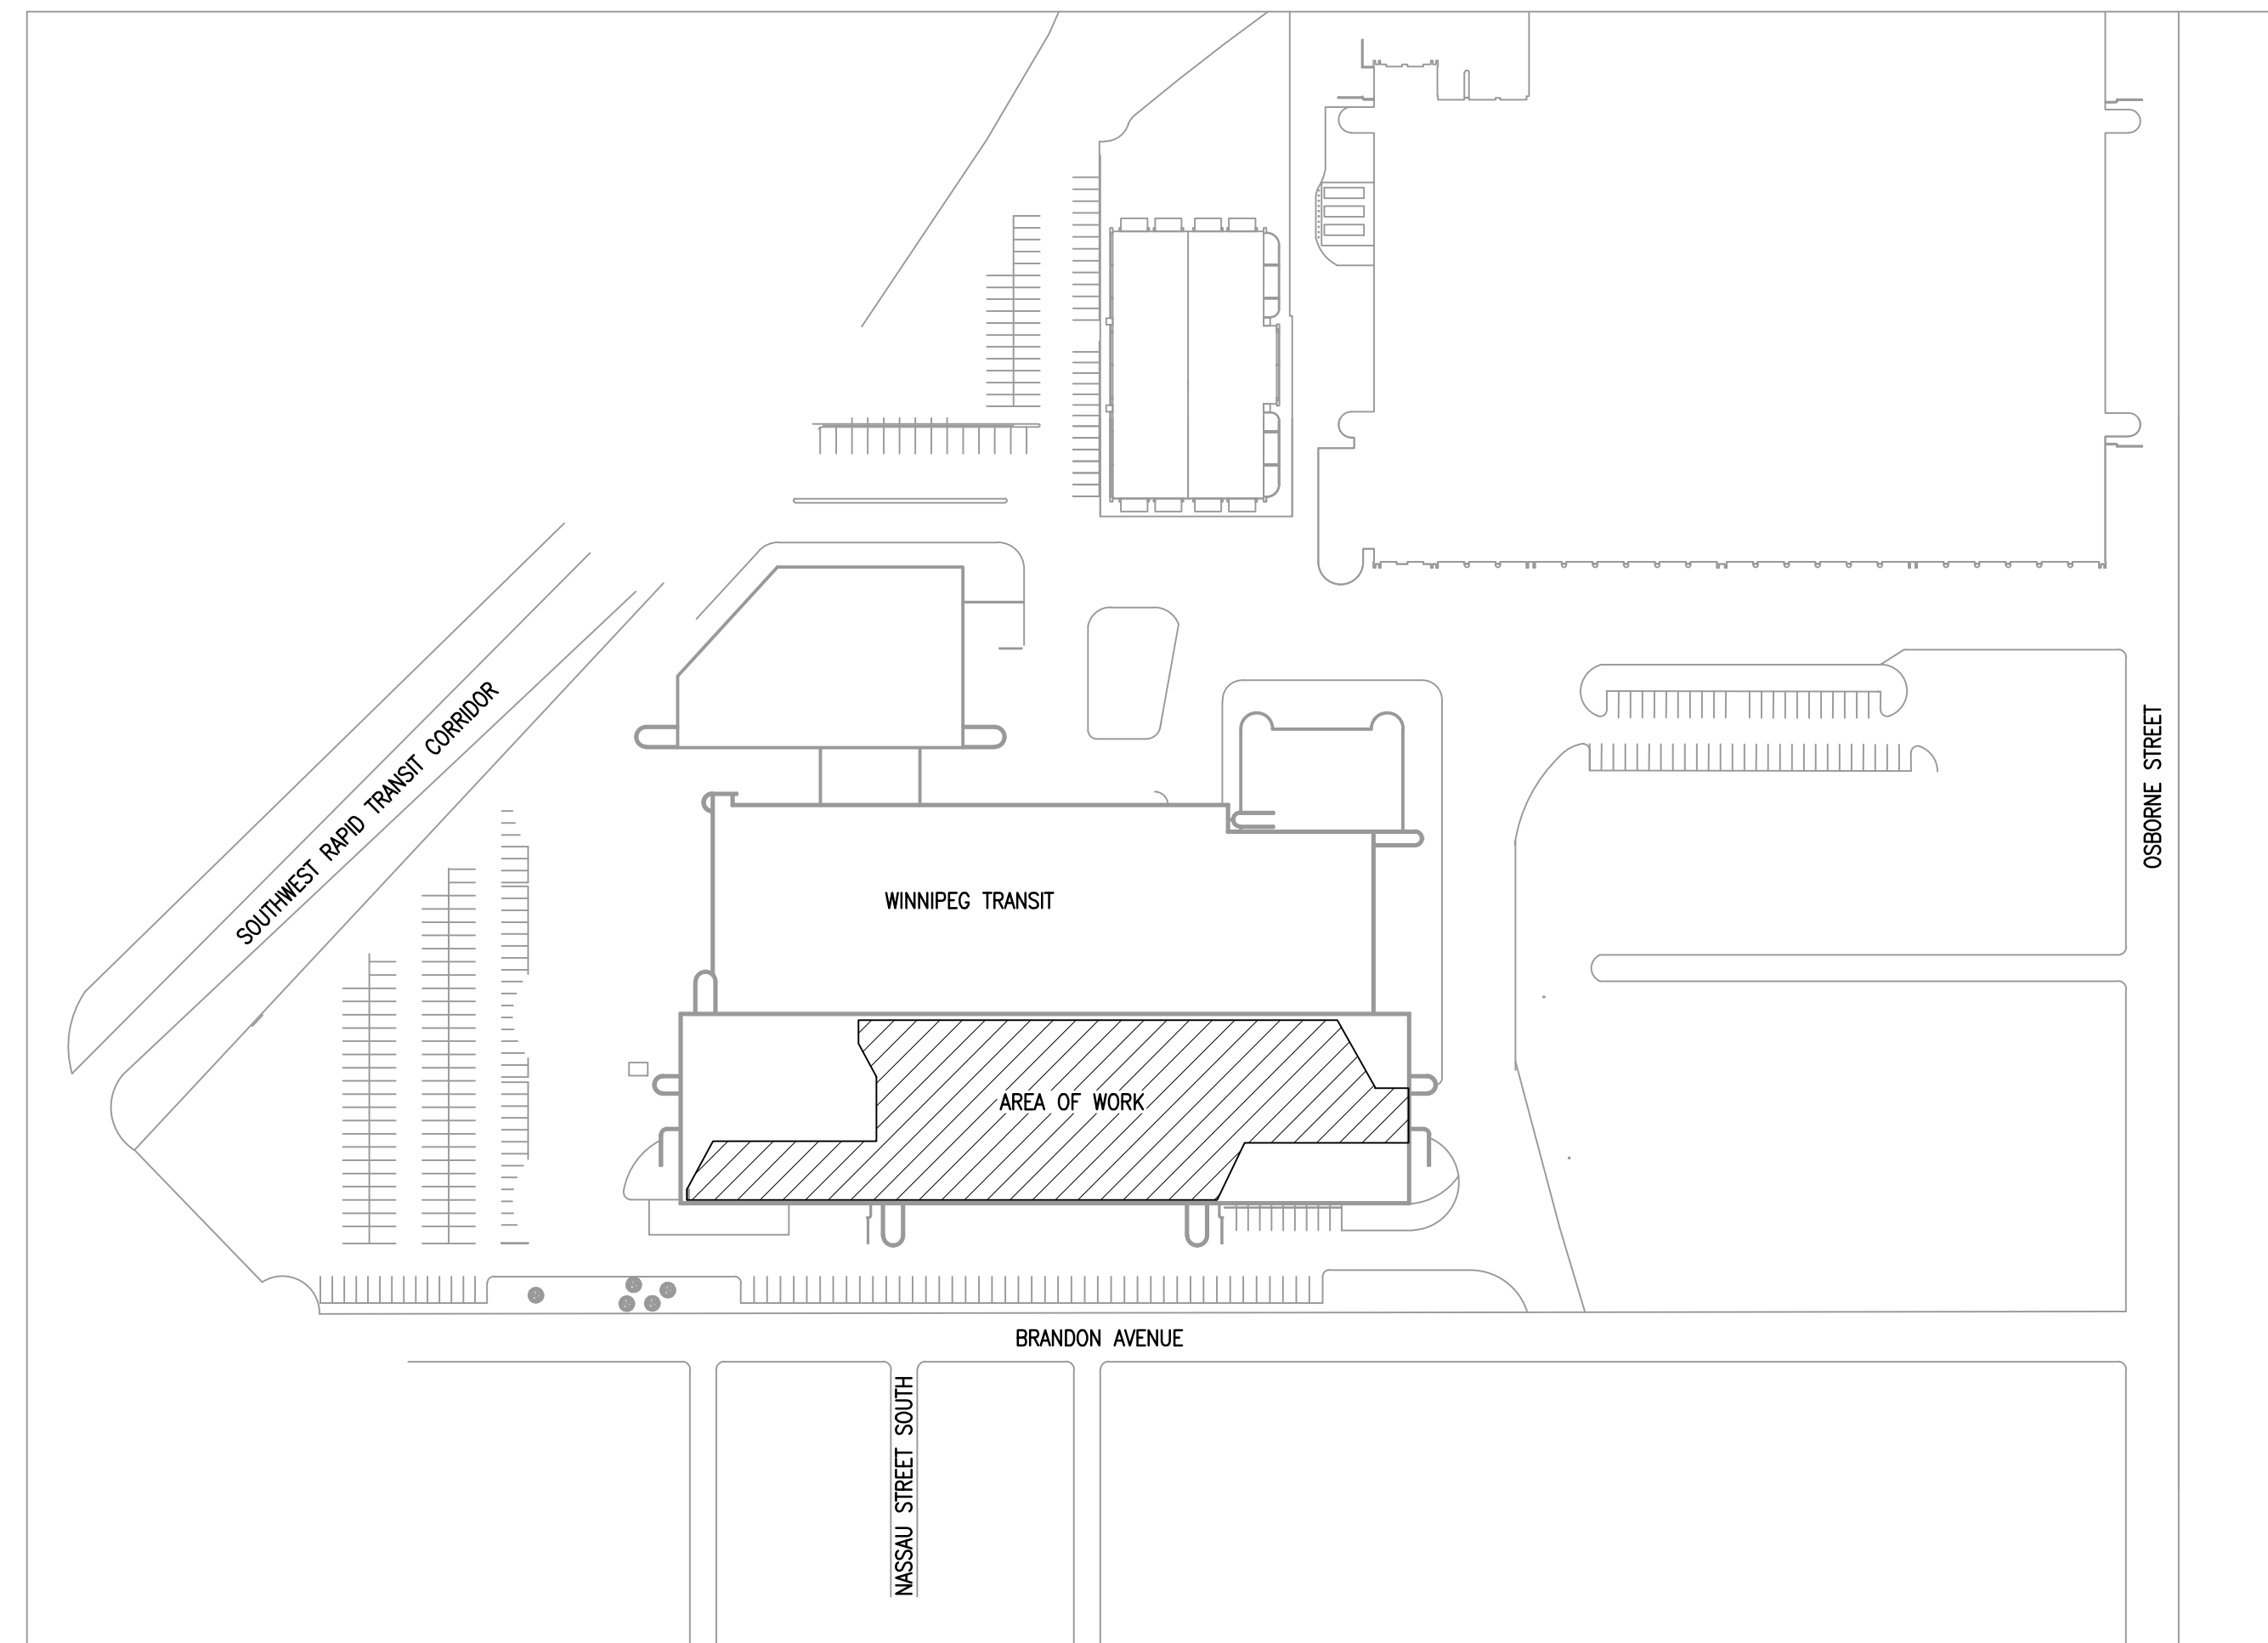 SOUTHWEST RAPID TRANSIT CORRIDOR
OSBORNE STREET
WINNIPEG TRANSIT
AREA OF WORK
BRANDON AVENUE
NASSAU STREET SOUTH